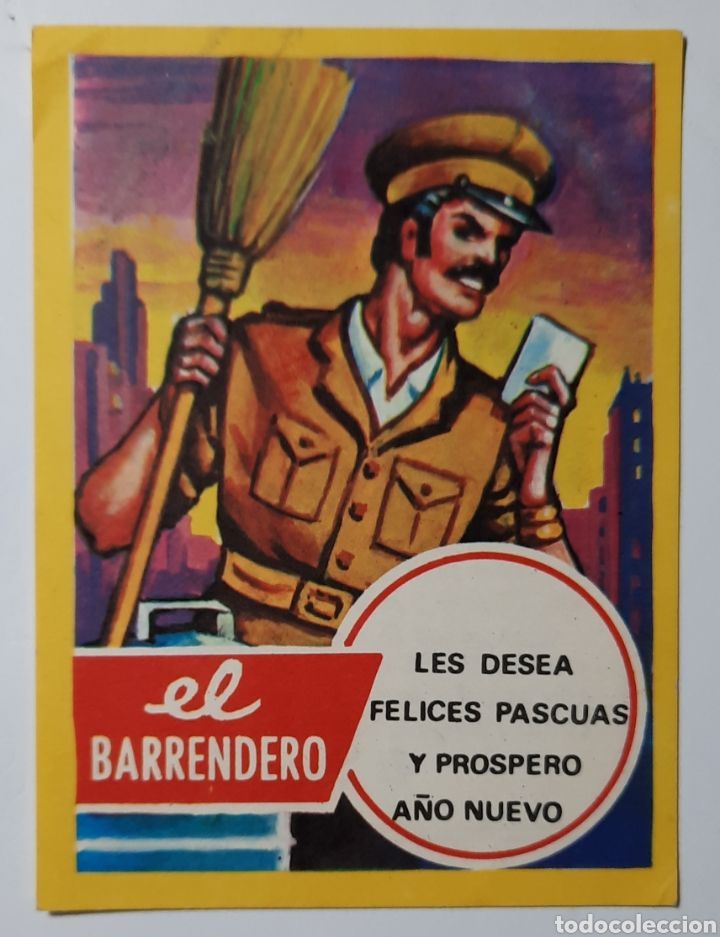 el
BARRENDERO
LES DESEA
FELICES PASCUAS
Y PROSPERO
AÑO NUEVO
todocoleccion